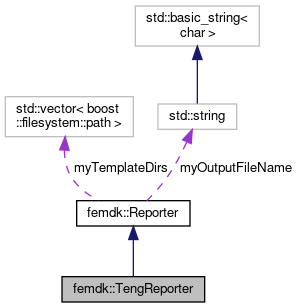 std::basic_string<
char >
std::vector< boost
::filesystem::path >
std::string
myTemplateDirs
myOutputFileName
femdk::Reporter
femdk::TengReporter